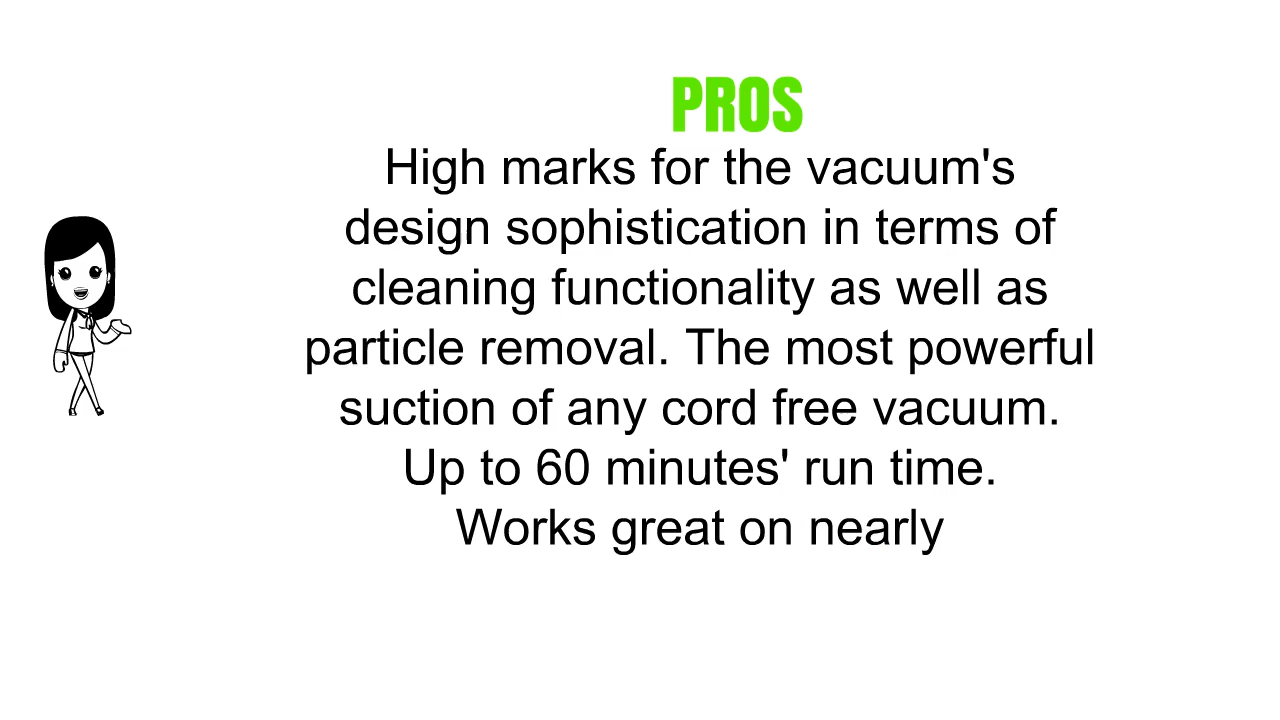 PROS
High marks for the vacuum's
design sophistication in terms of
cleaning functionality as well as
particle removal. The most powerful
suction of any cord free vacuum.
Up to 60 minutes' run time.
Works great on nearly